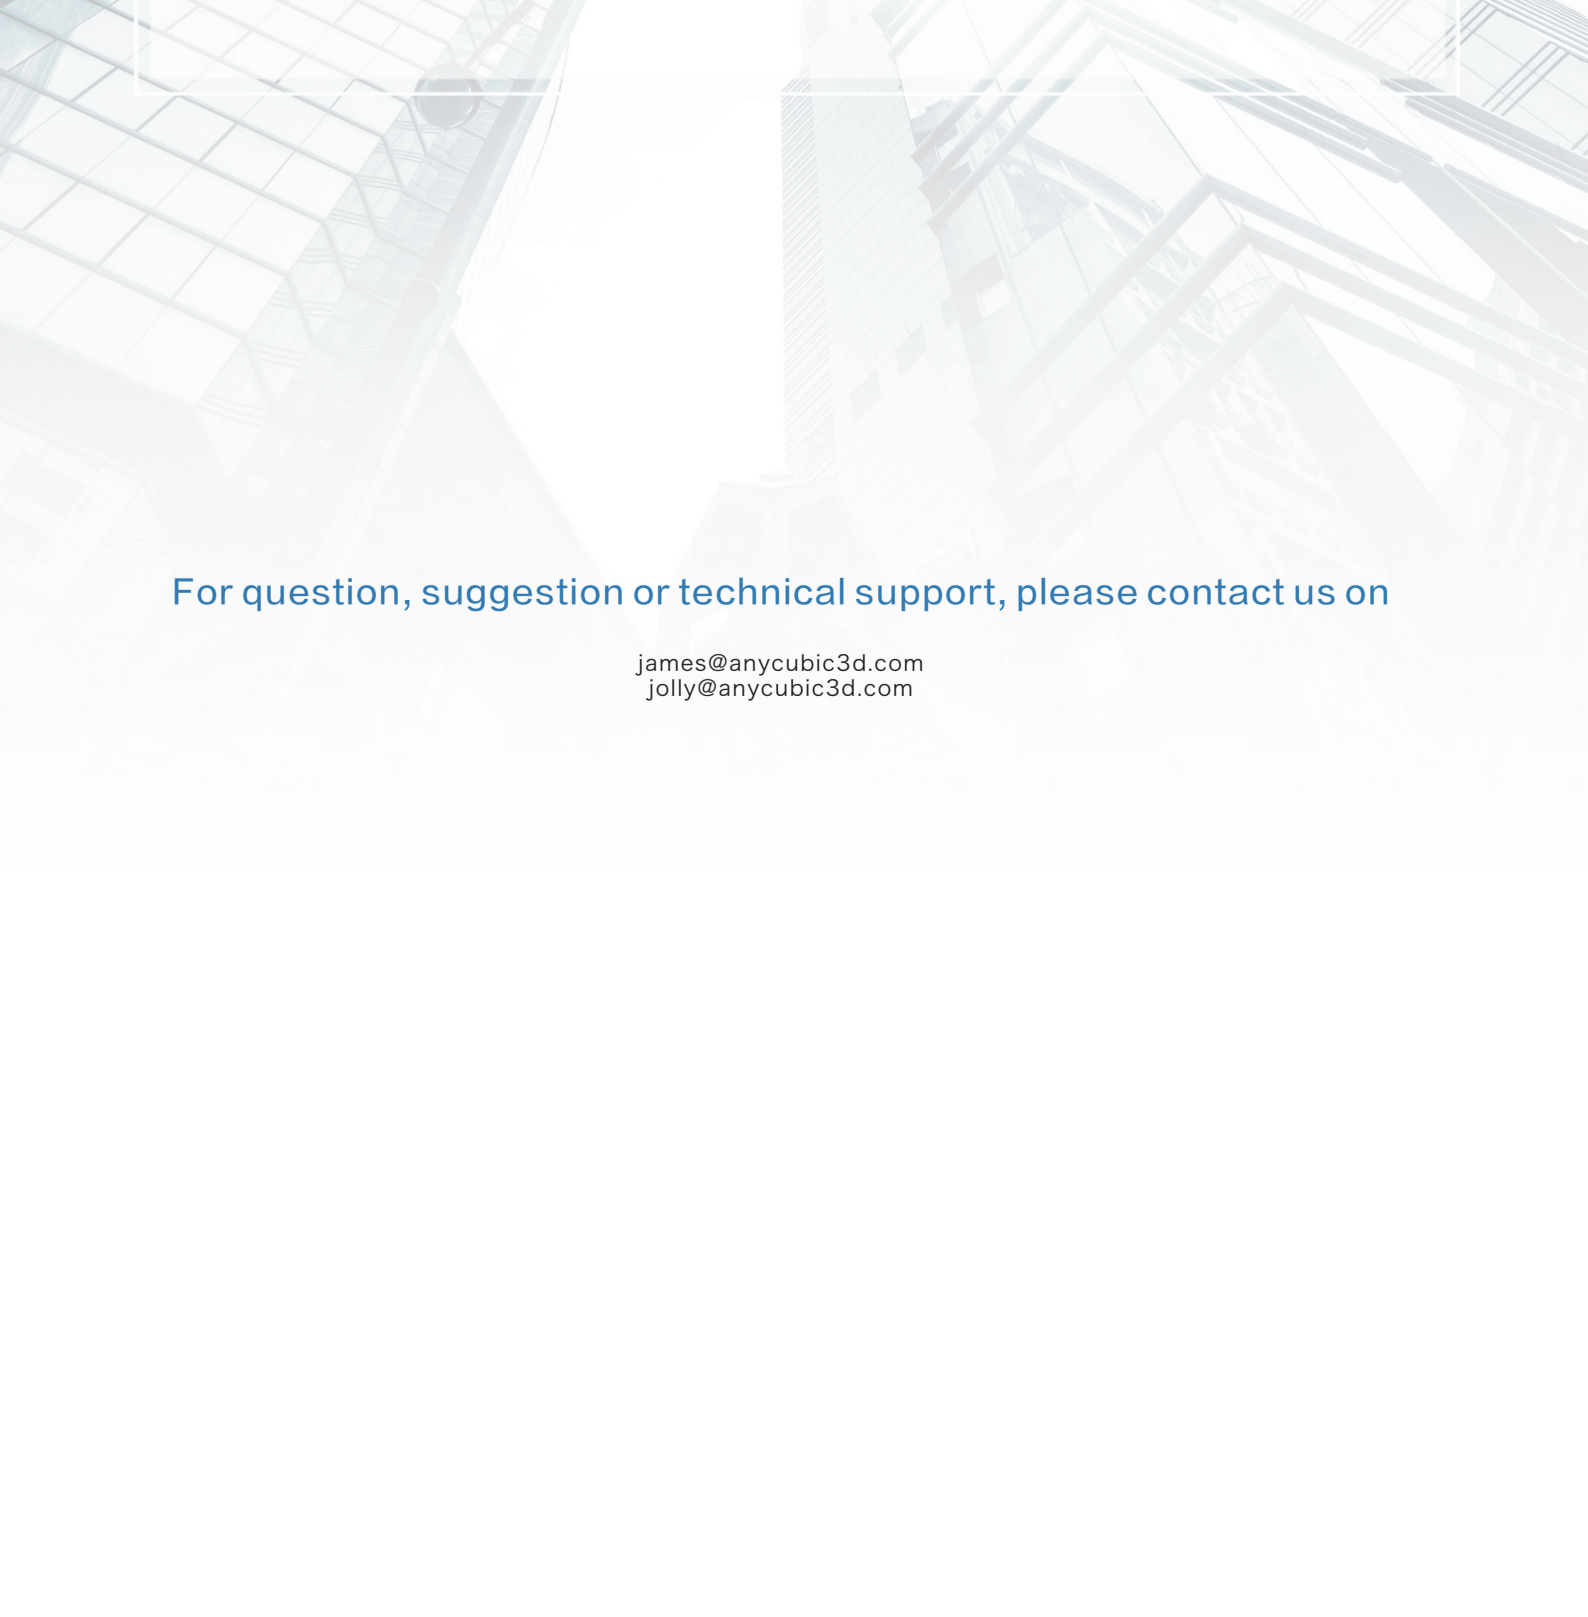 For question, suggestion or technical support, please contact us on
james@anycubic3d.com
jolly@anycubic3d.com